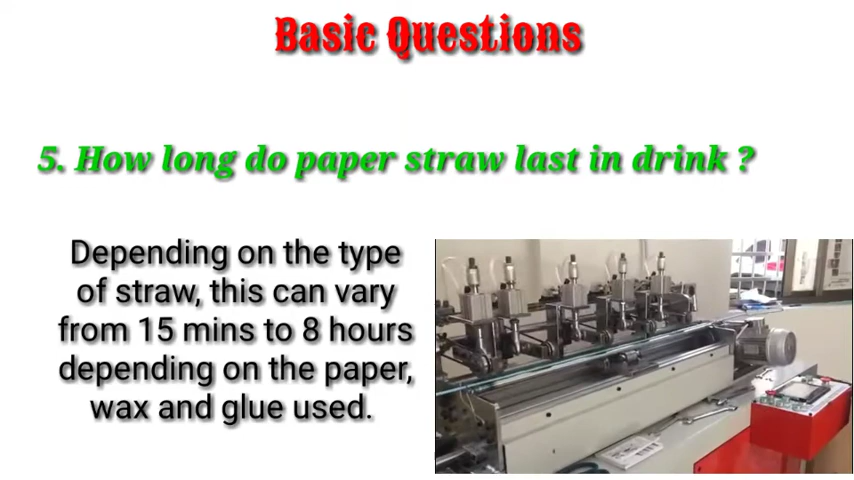 Basic Questions
5. How long do paper straw last in drink ?
Depending on the type
of straw, this can vary
from 15 mins to 8 hours
depending on the paper,
wax and glue used.